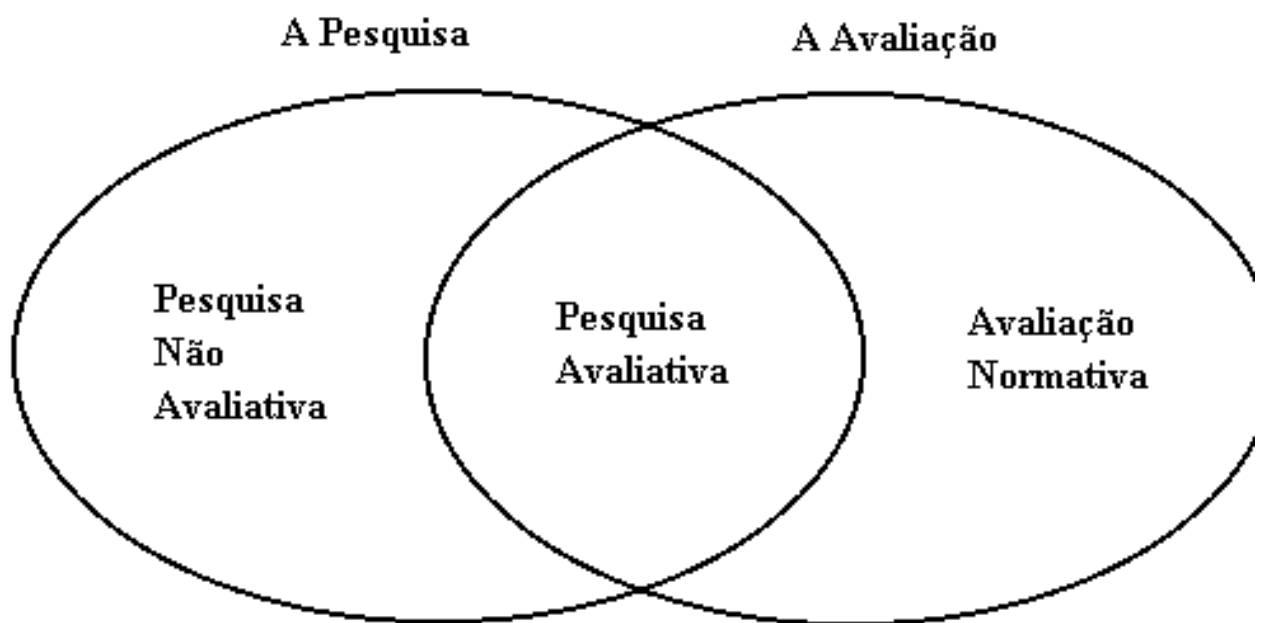 A Pesquisa
A Avaliação
Pesquisa
Não
Avaliativa
Pesquisa
Avaliativa
Avaliação
Normativa